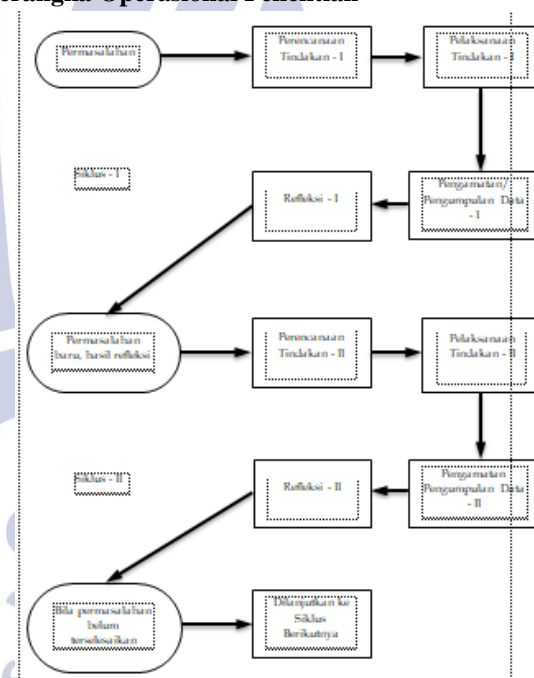 erangka Operasional Penelitian
Permasalahan
Perencanaan
Tindakan - I
Pelaksanaan
Tindakan - I
Siklus - I
Refleksi - I
Pengamatan/
Pengumpulan Data
- I
Permasalahan
baru, hasil refleksi
Perencanaan
Tindakan - II
Pelaksanaan
Tindakan - II
Siklus - II
Refleksi - II
Pengamatan
Pengumpulan Data
- II
Bila permasalahan
belum
terselesaikan
Dilanjutkan ke
Siklus
Berikutnya